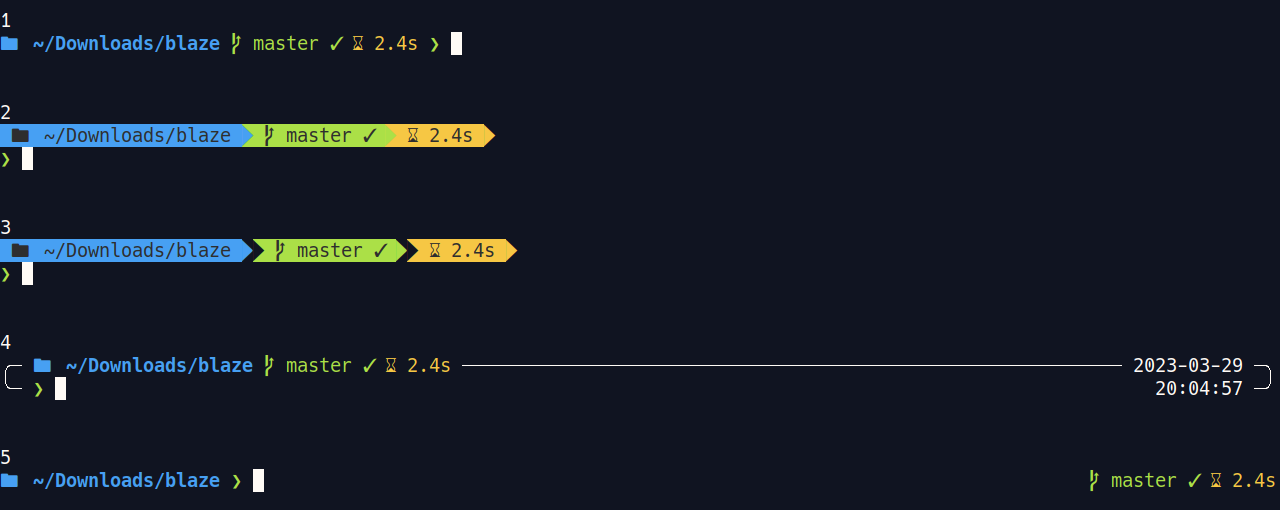 1
~/Downloads/blaze master ✓ 2.4s ❯
2
~/Downloads/blaze master ✓ 2.4s
❯
3
~/Downloads/blaze master ✓ 2.4s
❯
4
~/Downloads/blaze master ✓ 2.4s 2023-03-29
❯ 20:04:57
5
~/Downloads/blaze ❯ master ✓ 2.4s